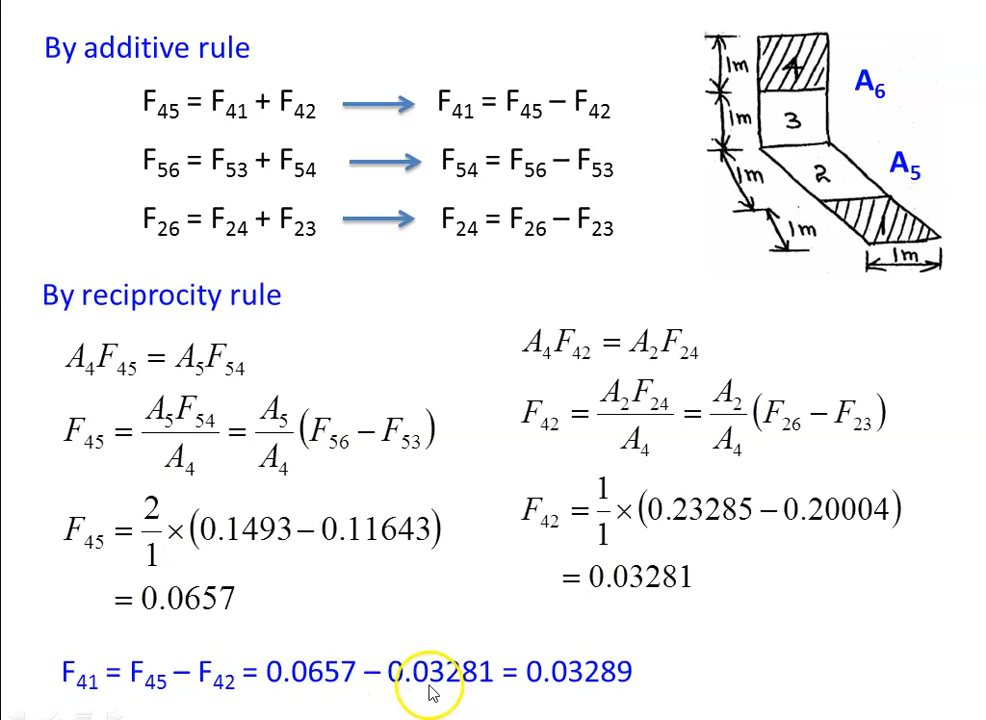 By additive rule
F45 = F41 + F42 → F41 = F45 – F42
F56 = F53 + F54 → F54 = F56 – F53
F26 = F24 + F23 → F24 = F26 – F23
1m
4
A6
1m
3
1m
2
A5
1m
1
1m
By reciprocity rule
A4F45 = A5F54
F45 = A5F54 / A4 = A5 / A4 (F56 − F53)
F45 = 2/1 × (0.1493 − 0.11643)
= 0.0657
A4F42 = A2F24
F42 = A2F24 / A4 = A2 / A4 (F26 − F23)
F42 = 1/1 × (0.23285 − 0.20004)
= 0.03281
F41 = F45 – F42 = 0.0657 – 0.03281 = 0.03289